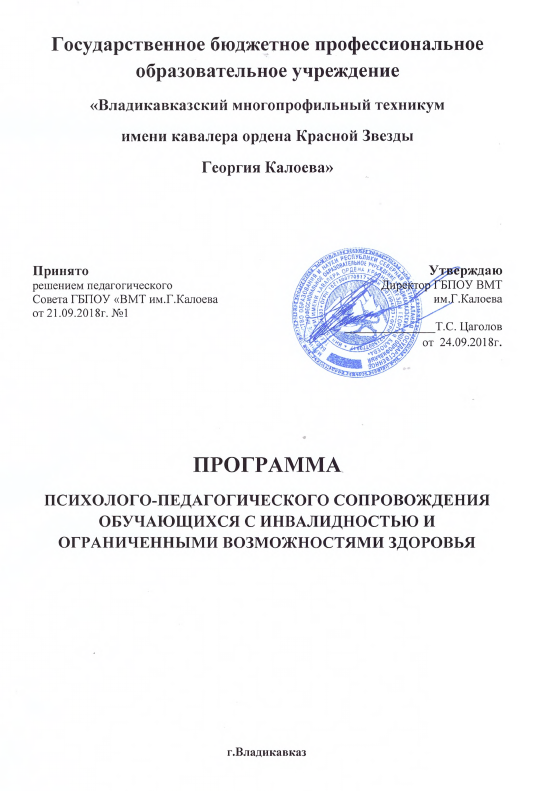 Государственное бюджетное профессиональное
образовательное учреждение
«Владикавказский многопрофильный техникум
имени кавалера ордена Красной Звезды
Георгия Калоева»
Принято
решением педагогического
Совета ГБПОУ «ВМТ им.Г.Калоева
от 21.09.2018г. №1
Утверждаю
Директор ГБПОУ ВМТ
им.Г.Калоева
Т.С. Цаголов
от 24.09.2018г.
ПРОГРАММА
ПСИХОЛОГО-ПЕДАГОГИЧЕСКОГО СОПРОВОЖДЕНИЯ
ОБУЧАЮЩИХСЯ С ИНВАЛИДНОСТЬЮ И
ОГРАНИЧЕННЫМИ ВОЗМОЖНОСТЯМИ ЗДОРОВЬЯ
г.Владикавказ